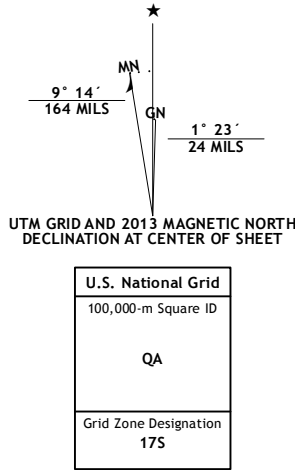 ★
MN
GN
9° 14´
164 MILS
1° 23´
24 MILS
UTM GRID AND 2013 MAGNETIC NORTH
DECLINATION AT CENTER OF SHEET
U.S. National Grid
100,000-m Square ID
QA
Grid Zone Designation
17S